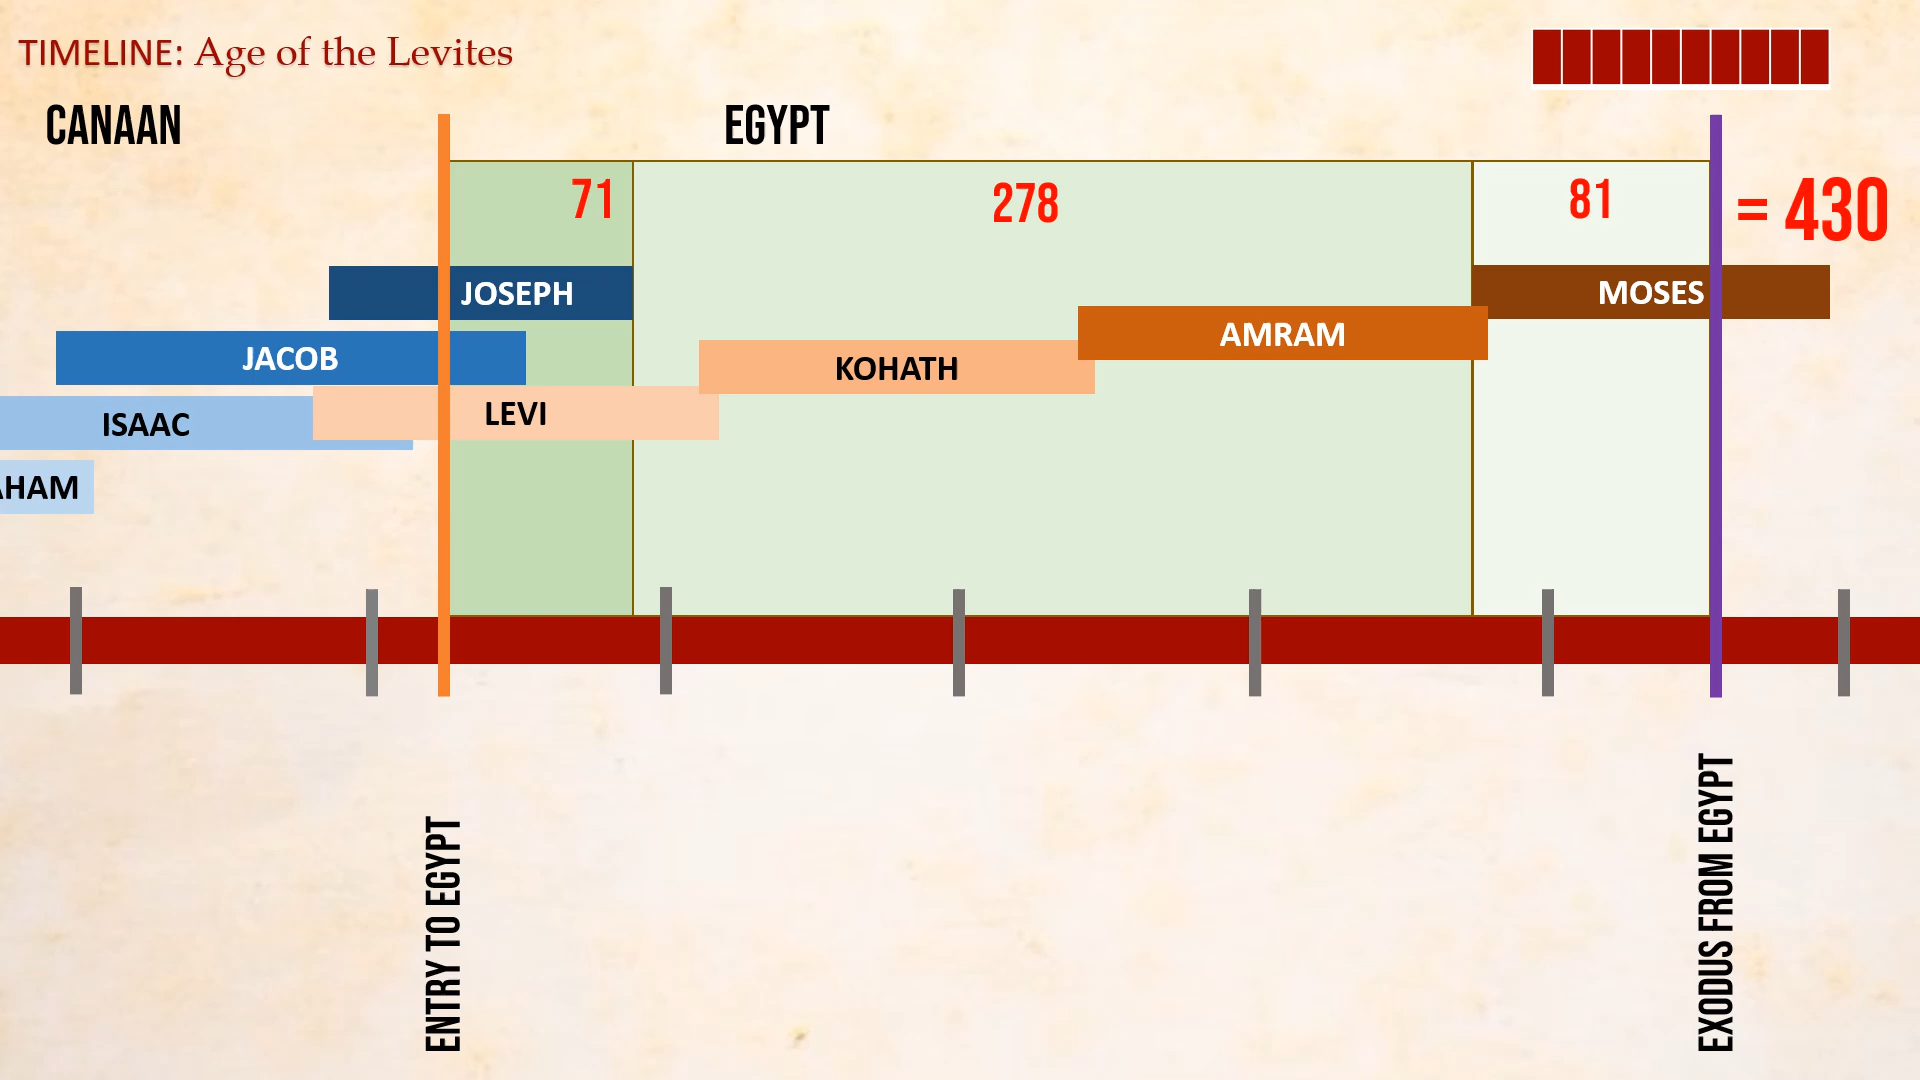 TIMELINE: Age of the Levites
CANAAN
EGYPT
71
278
81
= 430
JOSEPH
MOSES
AMRAM
JACOB
KOHATH
LEVI
ISAAC
AHAM
ENTRY TO EGYPT
EXODUS FROM EGYPT